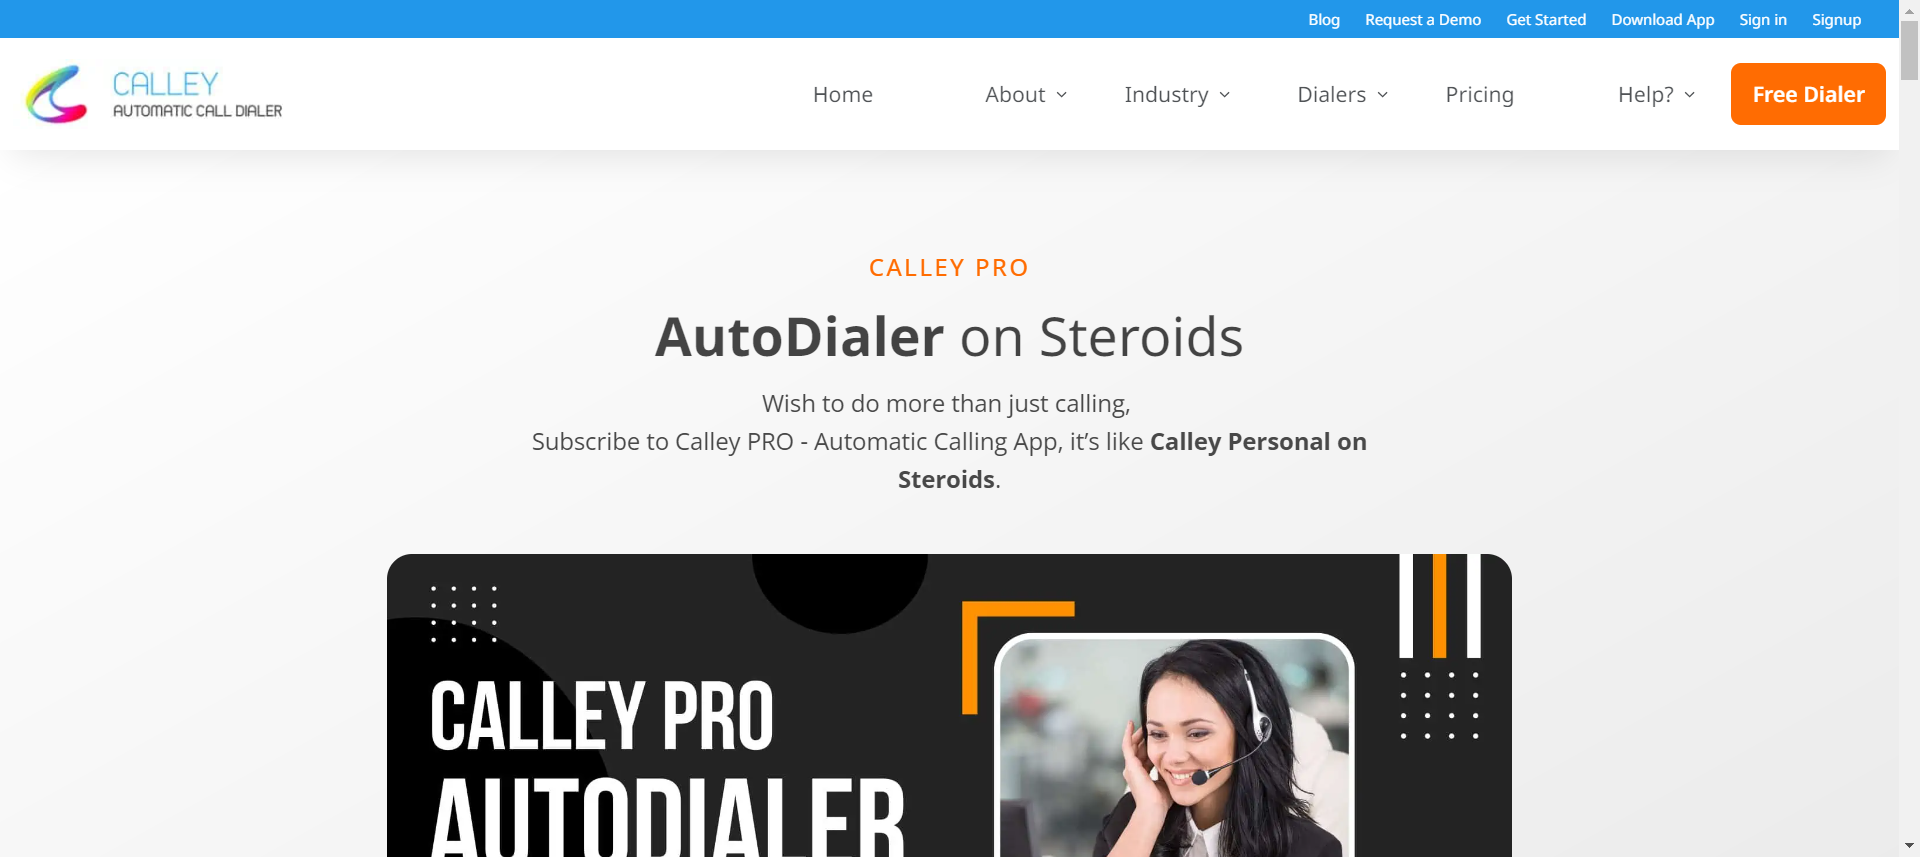 Blog Request a Demo Get Started Download App Sign in Signup
CALLEY
AUTOMATIC CALL DIALER
Home About Industry Dialers Pricing Help? Free Dialer
CALLEY PRO
AutoDialer on Steroids
Wish to do more than just calling,
Subscribe to Calley PRO - Automatic Calling App, it’s like Calley Personal on
Steroids.
CALLEY PRO
AUTODIALER